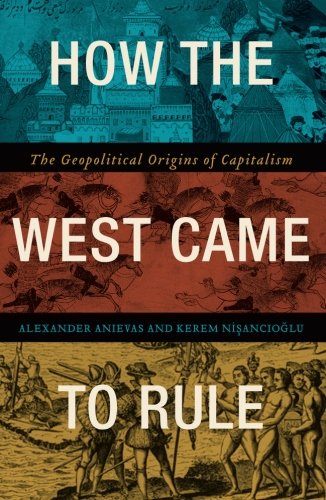 HOW THE
The Geopolitical Origins of Capitalism
WEST CAME
ALEXANDER ANIEVAS AND KEREM NİŞANCIOĞLU
TO RULE